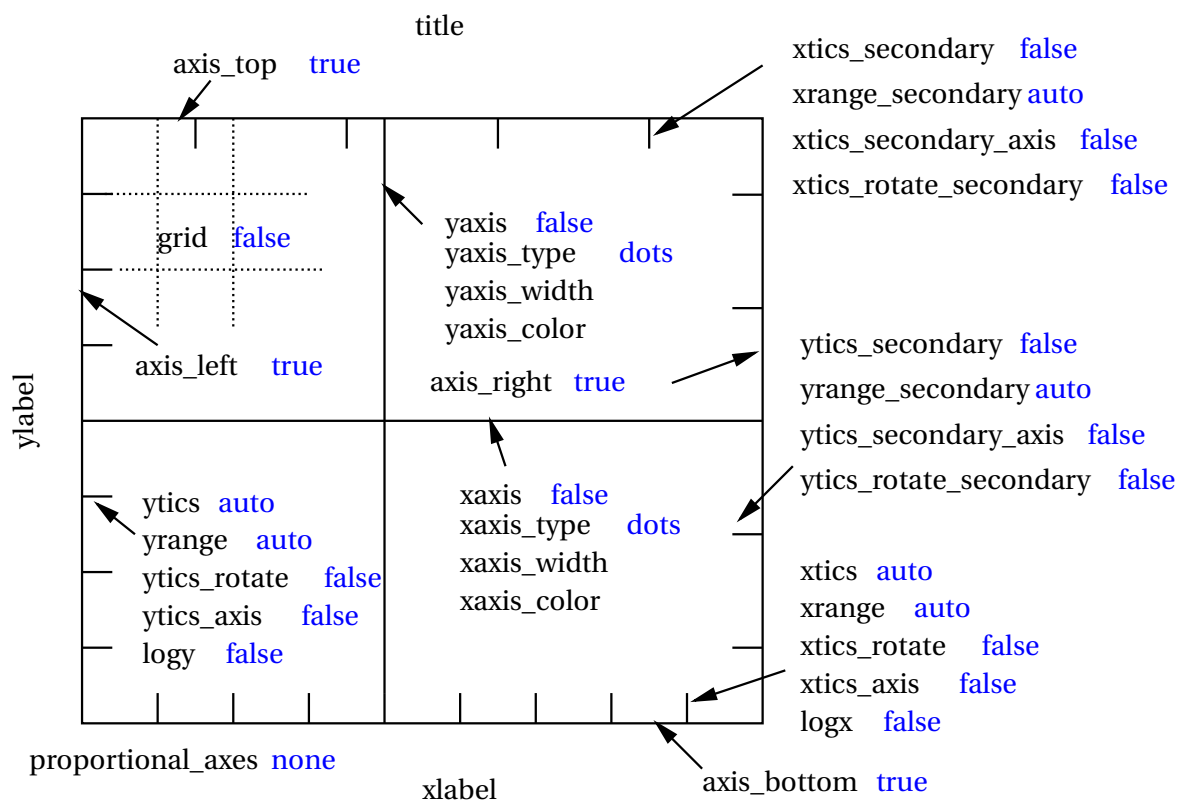 title
axis_top true
xtics_secondary false
xrange_secondary auto
xtics_secondary_axis false
xtics_rotate_secondary false
grid false
yaxis false
yaxis_type dots
yaxis_width
yaxis_color
axis_left true
axis_right true
ytics_secondary false
yrange_secondary auto
ytics_secondary_axis false
ytics_rotate_secondary false
ylabel
ytics auto
yrange auto
ytics_rotate false
ytics_axis false
logy false
xaxis false
xaxis_type dots
xaxis_width
xaxis_color
xtics auto
xrange auto
xtics_rotate false
xtics_axis false
logx false
proportional_axes none
axis_bottom true
xlabel